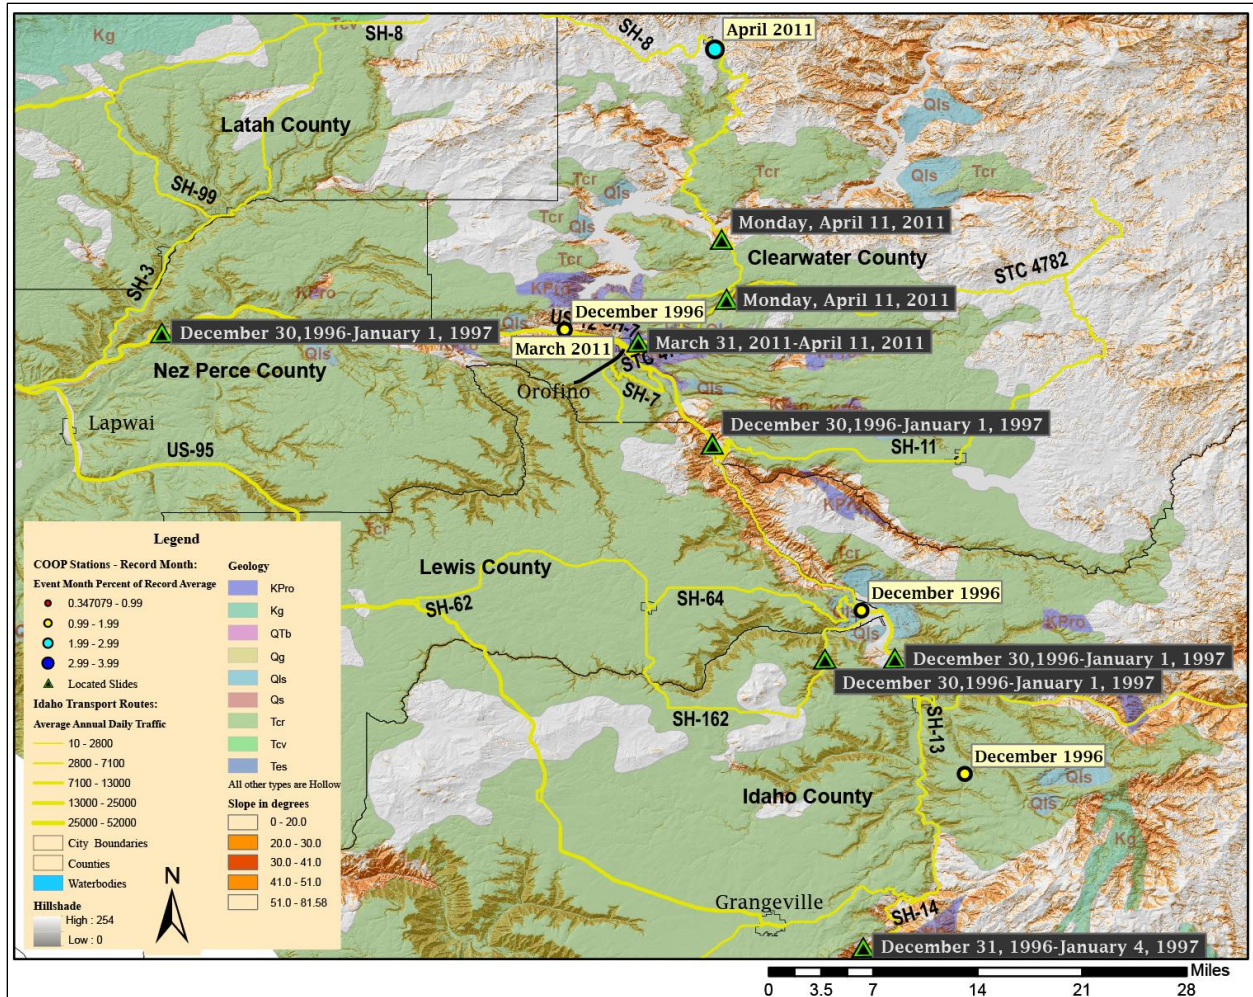 April 2011
Kg
Tcv
SH-8
SH-8
Qls
Latah County
Tcr
Qls
Tcr
SH-99
Tcr
Qls
Tcr
Qls
Monday, April 11, 2011
Clearwater County
Tcr
STC 4782
SH-3
KPro
KPro
Monday, April 11, 2011
December 1996
Qls
December 30,1996-January 1, 1997
March 2011
March 31, 2011-April 11, 2011
Qls
Nez Perce County
Orofino
SH-7
Qls
Lapwai
December 30,1996-January 1, 1997
US-95
SH-11
KPro
Tcr
Tcr
Lewis County
SH-62
SH-64
December 1996
Qls
Qls
KPro
December 30,1996-January 1, 1997
December 30,1996-January 1, 1997
SH-162
SH-13
December 1996
Qls
Idaho County
Qls
Kg
Grangeville
SH-14
December 31, 1996-January 4, 1997
Legend
COOP Stations - Record Month:
Event Month Percent of Record Average
0.347079 - 0.99
0.99 - 1.99
1.99 - 2.99
2.99 - 3.99
Located Slides
Idaho Transport Routes:
Average Annual Daily Traffic
10 - 2800
2800 - 7100
7100 - 13000
13000 - 25000
25000 - 52000
City Boundaries
Counties
Waterbodies
Hillshade
High : 254
Low : 0
Geology
KPro
Kg
QTb
Qg
Qls
Qs
Tcr
Tcv
Tes
All other types are Hollow
Slope in degrees
0 - 20.0
20.0 - 30.0
30.0 - 41.0
41.0 - 51.0
51.0 - 81.58
N
Miles
0 3.5 7 14 21 28